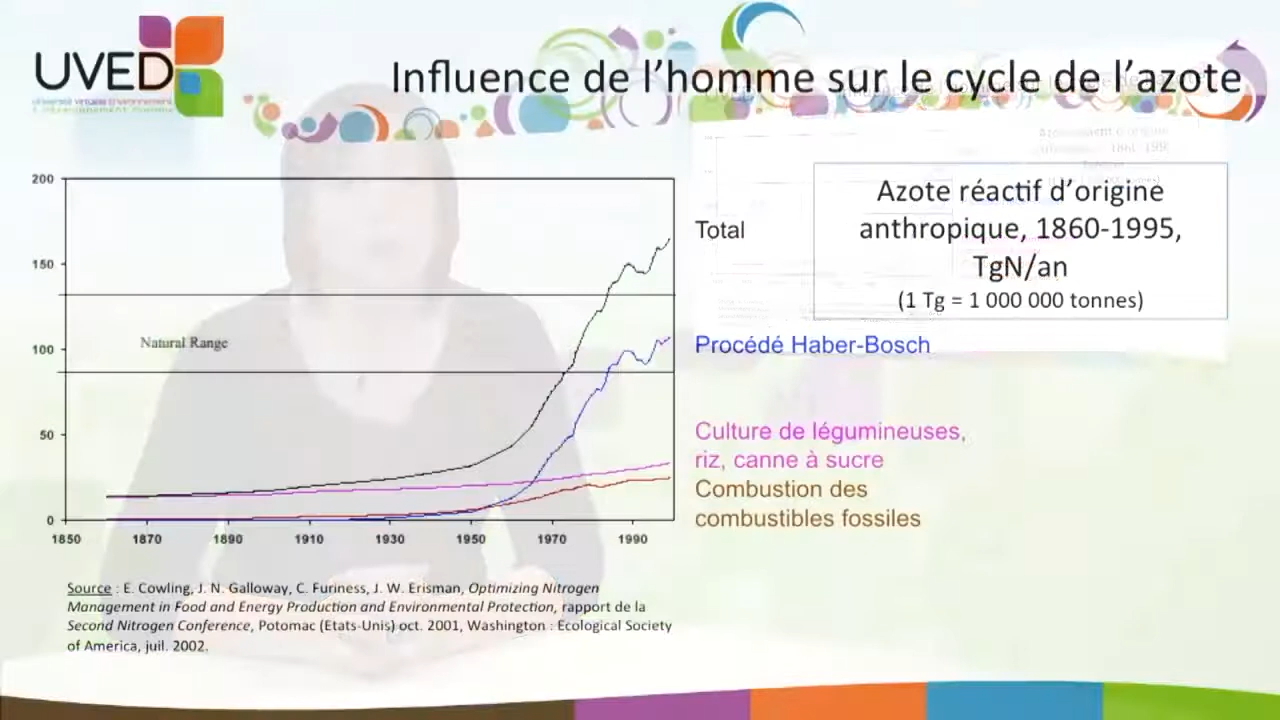 UVED
Influence de l’homme sur le cycle de l’azote
200
150
100
50
0
1850
1870
1890
1910
1930
1950
1970
1990
Natural Range
Total
Procédé Haber-Bosch
Culture de légumineuses,
riz, canne à sucre
Combustion des
combustibles fossiles
Azote réactif d’origine
anthropique, 1860-1995,
TgN/an
(1 Tg = 1 000 000 tonnes)
Source : E. Cowling, J. N. Galloway, C. Furiness, J. W. Erisman, Optimizing Nitrogen
Management in Food and Energy Production and Environmental Protection, rapport de la
Second Nitrogen Conference, Potomac (Etats-Unis) oct. 2001, Washington : Ecological Society
of America, juil. 2002.